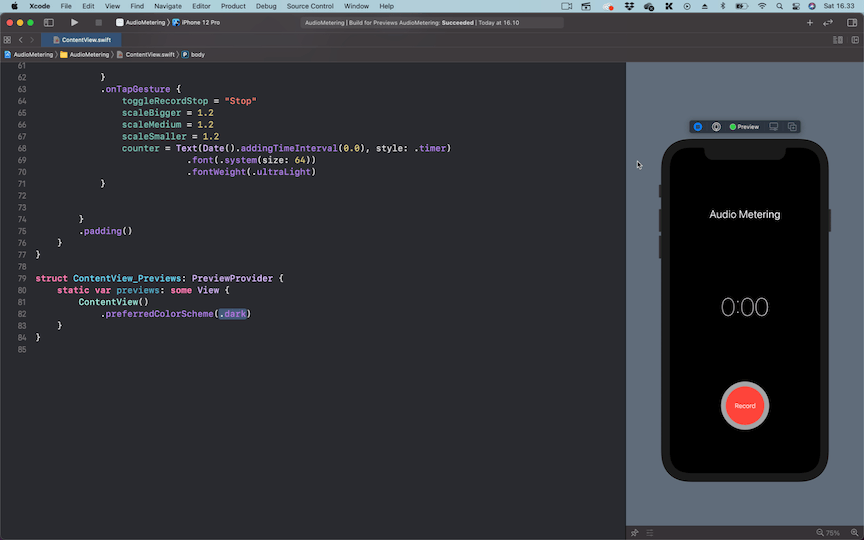 Xcode File Edit View Find Navigate Editor Product Debug Source Control Window Help Sat 16.33
AudioMetering iPhone 12 Pro AudioMetering | Build for Previews AudioMetering: Succeeded | Today at 16.10
ContentView.swift
AudioMetering AudioMetering ContentView.swift P body
61
62 }
63 .onTapGesture {
64 toggleRecordStop = "Stop"
65 scaleBigger = 1.2
66 scaleMedium = 1.2
67 scaleSmaller = 1.2
68 counter = Text(Date().addingTimeInterval(0.0), style: .timer)
69 .font(.system(size: 64))
70 .fontWeight(.ultraLight)
71 }
72
73
74 }
75 .padding()
76 }
77 }
78
79 struct ContentView_Previews: PreviewProvider {
80 static var previews: some View {
81 ContentView()
82 .preferredColorScheme(.dark)
83 }
84 }
85
Preview
Audio Metering
0:00
Record
75%